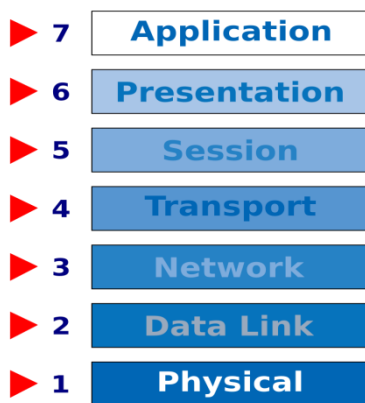 7 Application
6 Presentation
5 Session
4 Transport
3 Network
2 Data Link
1 Physical